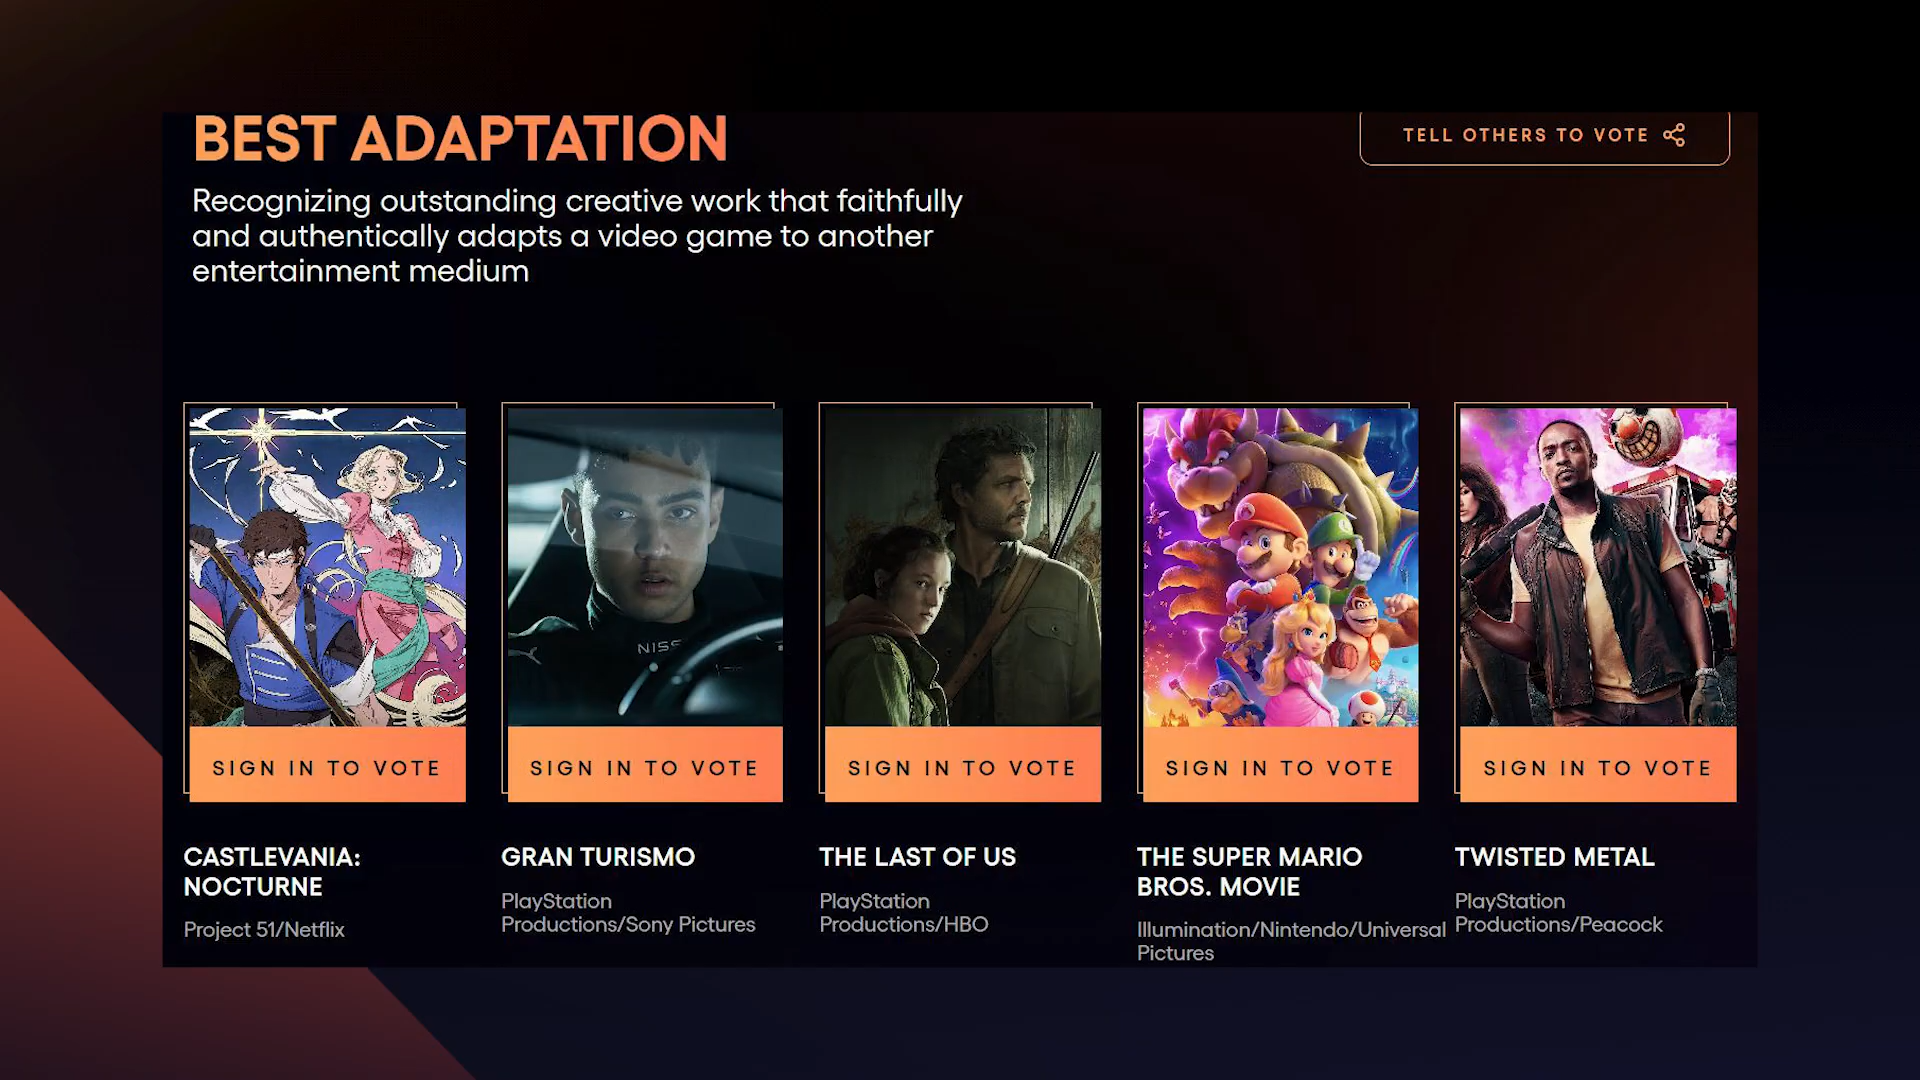 BEST ADAPTATION
TELL OTHERS TO VOTE
Recognizing outstanding creative work that faithfully
and authentically adapts a video game to another
entertainment medium
NISS
SIGN IN TO VOTE
SIGN IN TO VOTE
SIGN IN TO VOTE
SIGN IN TO VOTE
SIGN IN TO VOTE
CASTLEVANIA:
NOCTURNE
Project 51/Netflix
GRAN TURISMO
PlayStation
Productions/Sony Pictures
THE LAST OF US
PlayStation
Productions/HBO
THE SUPER MARIO
BROS. MOVIE
Illumination/Nintendo/Universal
Pictures
TWISTED METAL
PlayStation
Productions/Peacock